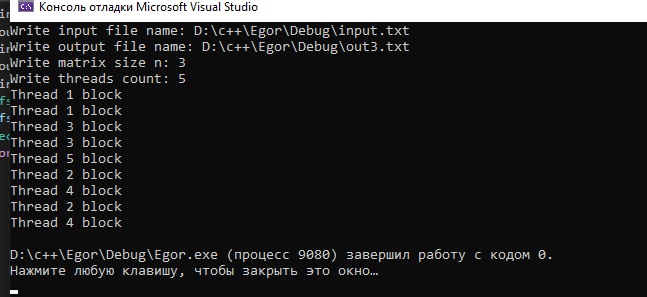 Консоль отладки Microsoft Visual Studio
Write input file name: D:\c++\Egor\Debug\input.txt
Write output file name: D:\c++\Egor\Debug\out3.txt
Write matrix size n: 3
Write threads count: 5
Thread 1 block
Thread 1 block
Thread 3 block
Thread 3 block
Thread 5 block
Thread 2 block
Thread 4 block
Thread 2 block
Thread 4 block
D:\c++\Egor\Debug\Egor.exe (процесс 9080) завершил работу с кодом 0.
Нажмите любую клавишу, чтобы закрыть это окно…